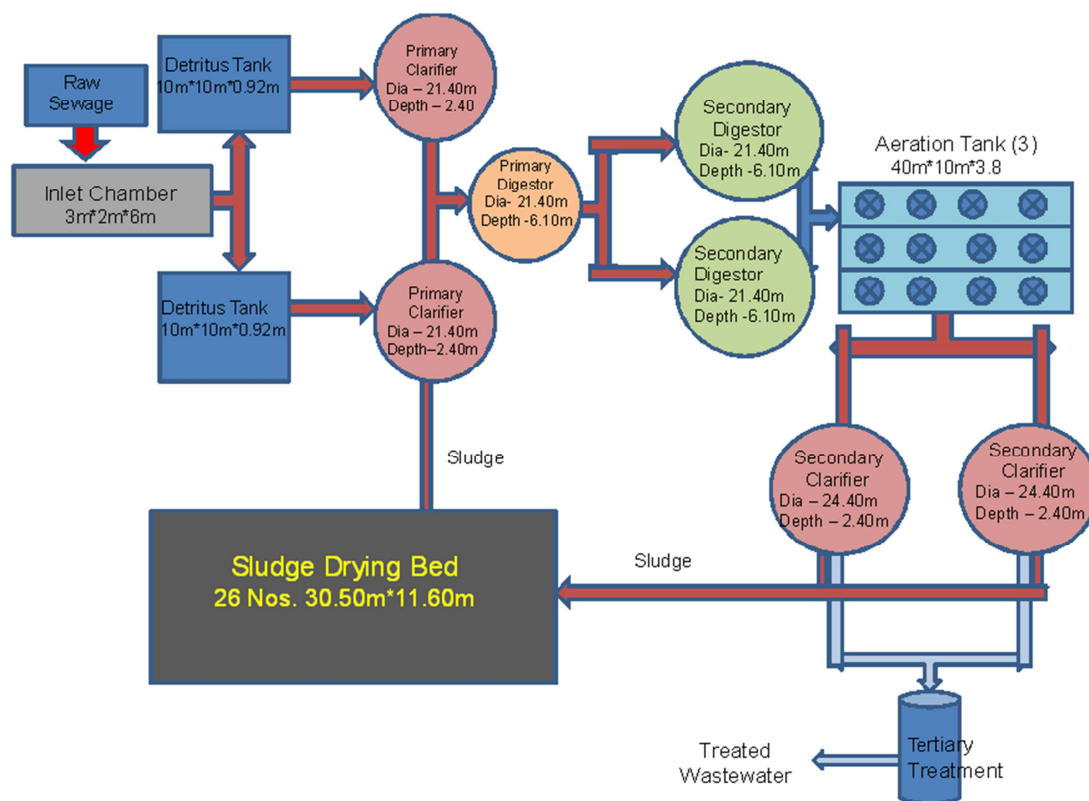 Raw
Sewage
Inlet Chamber
3m*2m*6m
Detritus Tank
10m*10m*0.92m
Detritus Tank
10m*10m*0.92m
Primary
Clarifier
Dia – 21.40m
Depth – 2.40
Primary
Clarifier
Dia – 21.40m
Depth–2.40m
Primary
Digestor
Dia- 21.40m
Depth -6.10m
Secondary
Digestor
Dia- 21.40m
Depth -6.10m
Secondary
Digestor
Dia- 21.40m
Depth -6.10m
Aeration Tank (3)
40m*10m*3.8
Secondary
Clarifier
Dia – 24.40m
Depth – 2.40m
Secondary
Clarifier
Dia – 24.40m
Depth – 2.40m
Sludge
Sludge
Sludge Drying Bed
26 Nos. 30.50m*11.60m
Tertiary
Treatment
Treated
Wastewater